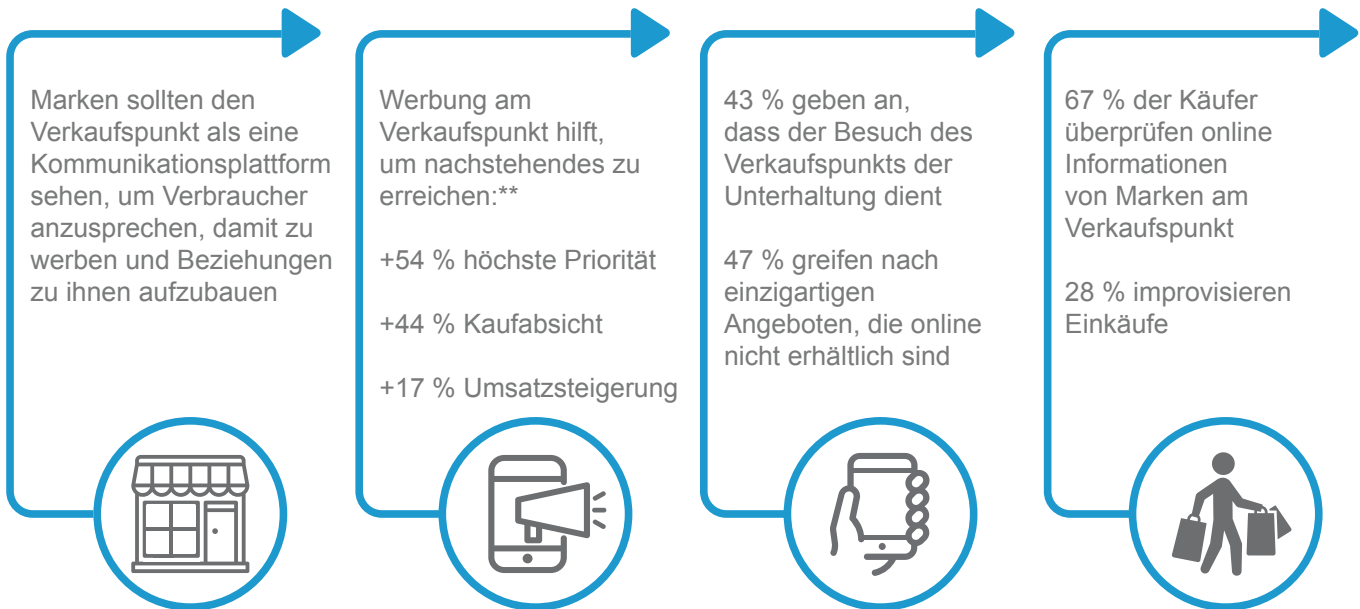 Marken sollten den
Verkaufspunkt als eine
Kommunikationsplattform
sehen, um Verbraucher
anzusprechen, damit zu
werben und Beziehungen
zu ihnen aufzubauen
Werbung am
Verkaufspunkt hilft,
um nachstehendes zu
erreichen:**
+54 % höchste Priorität
+44 % Kaufabsicht
+17 % Umsatzsteigerung
43 % geben an,
dass der Besuch des
Verkaufspunkts der
Unterhaltung dient
47 % greifen nach
einzigartigen
Angeboten, die online
nicht erhältlich sind
67 % der Käufer
überprüfen online
Informationen
von Marken am
Verkaufspunkt
28 % improvisieren
Einkäufe